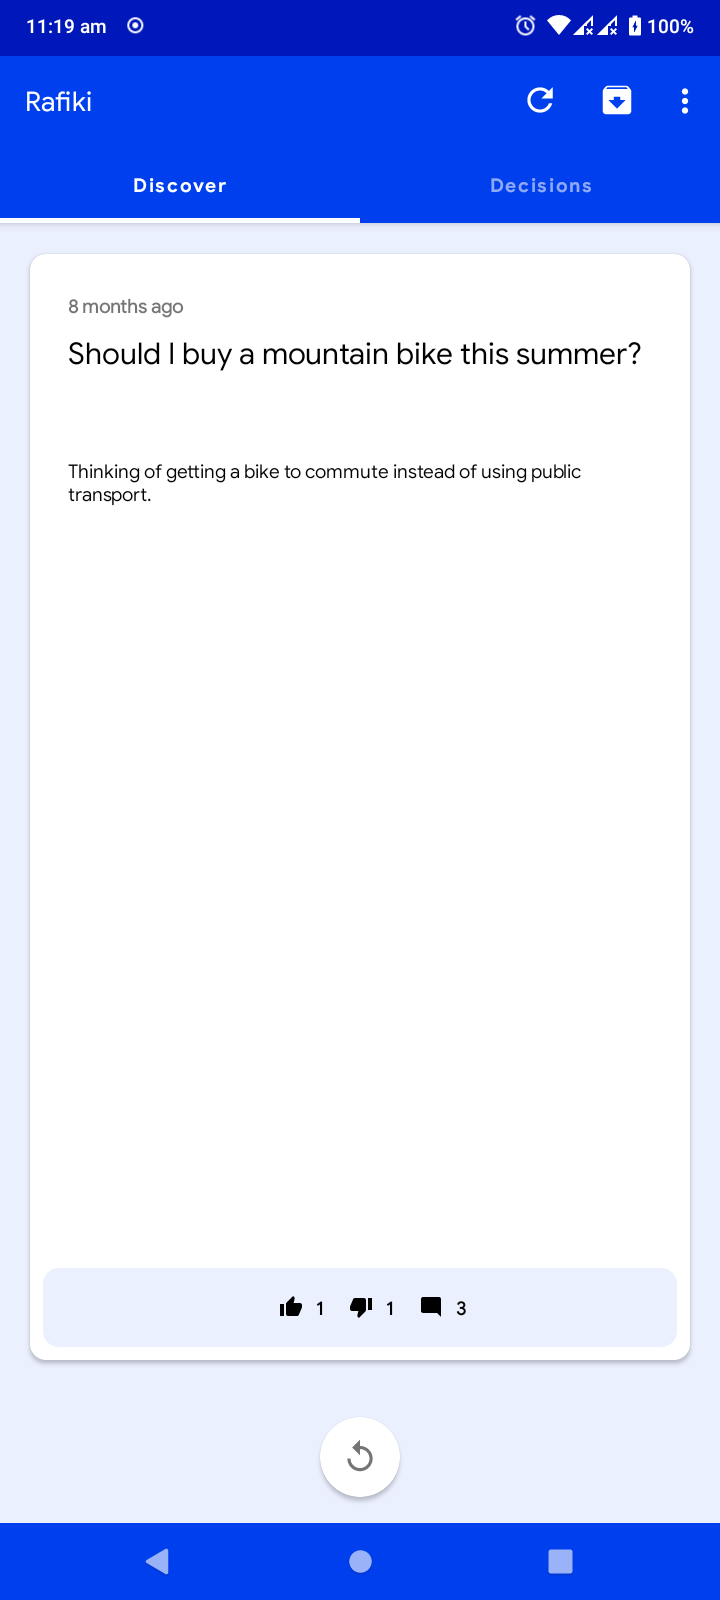 11:19 am
100%
Rafiki
Discover
Decisions
8 months ago
Should I buy a mountain bike this summer?
Thinking of getting a bike to commute instead of using public
transport.
1 1 3